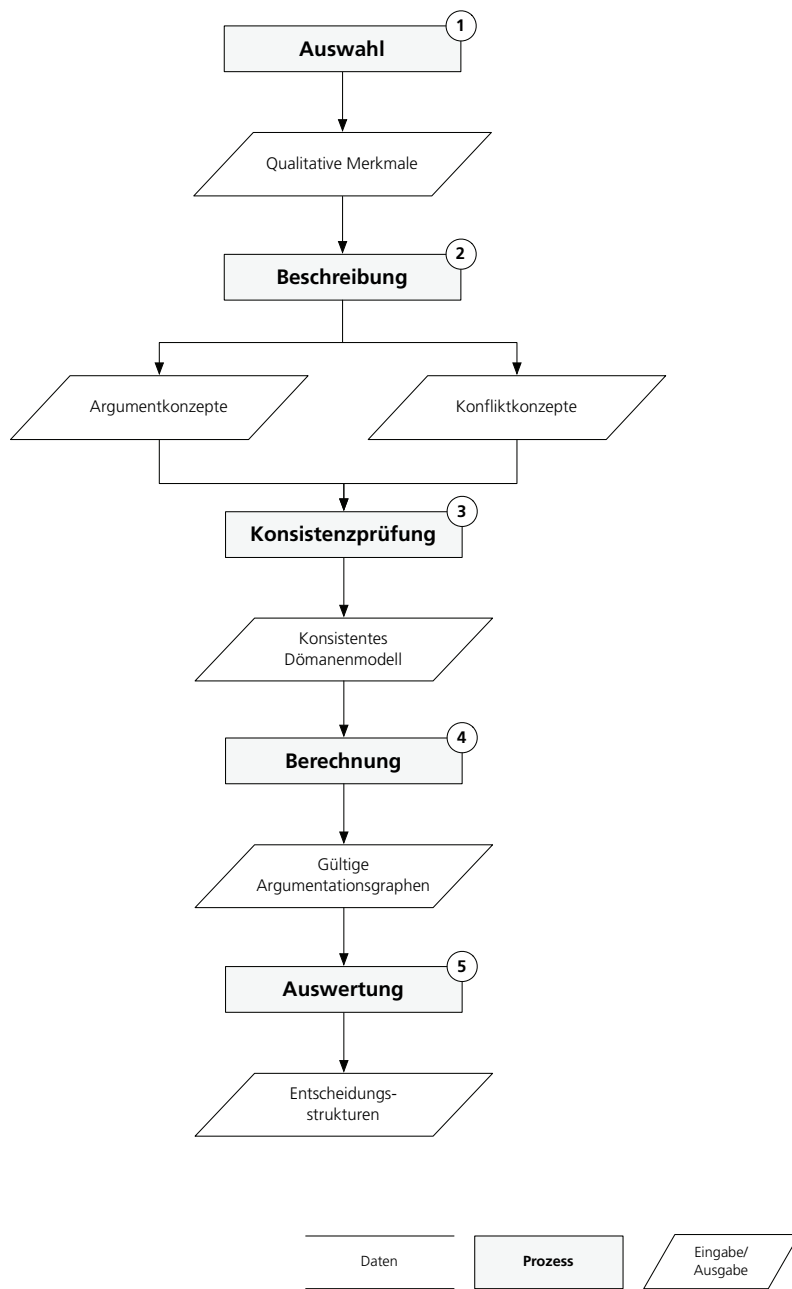 1
Auswahl
Qualitative Merkmale
2
Beschreibung
Argumentkonzepte
Konfliktkonzepte
3
Konsistenzprüfung
Konsistentes
Dömanenmodell
4
Berechnung
Gültige
Argumentationsgraphen
5
Auswertung
Entscheidungs-
strukturen
Daten
Prozess
Eingabe/
Ausgabe